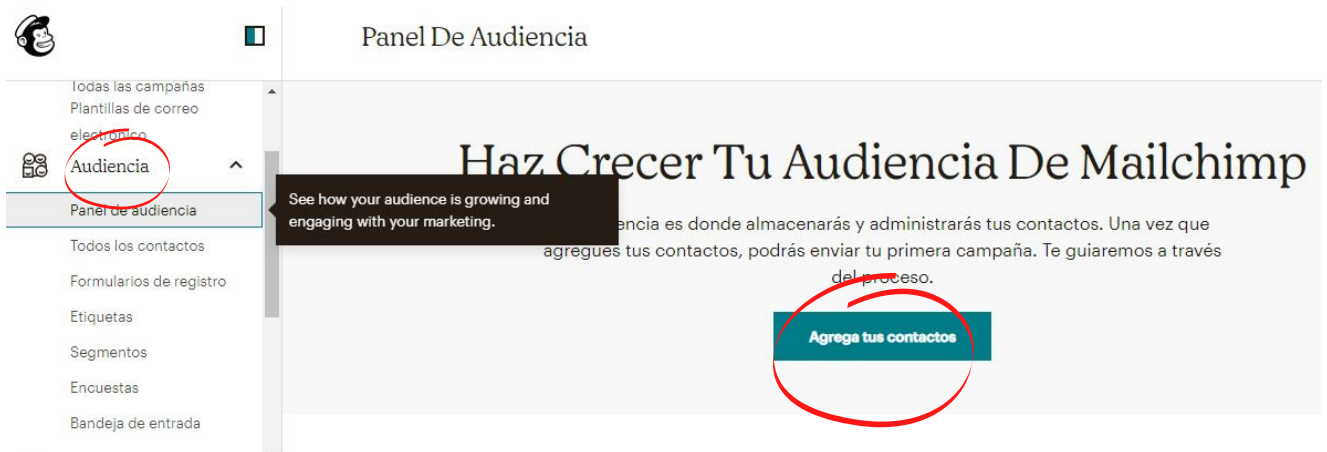 Panel De Audiencia
Todas las campañas
Plantillas de correo
electrónico
Audiencia
Panel de audiencia
Todos los contactos
Formularios de registro
Etiquetas
Segmentos
Encuestas
Bandeja de entrada
See how your audience is growing and
engaging with your marketing.
Haz Crecer Tu Audiencia De Mailchimp
es donde almacenarás y administrarás tus contactos. Una vez que
agregues tus contactos, podrás enviar tu primera campaña. Te guiaremos a través
del proceso.
Agrega tus contactos